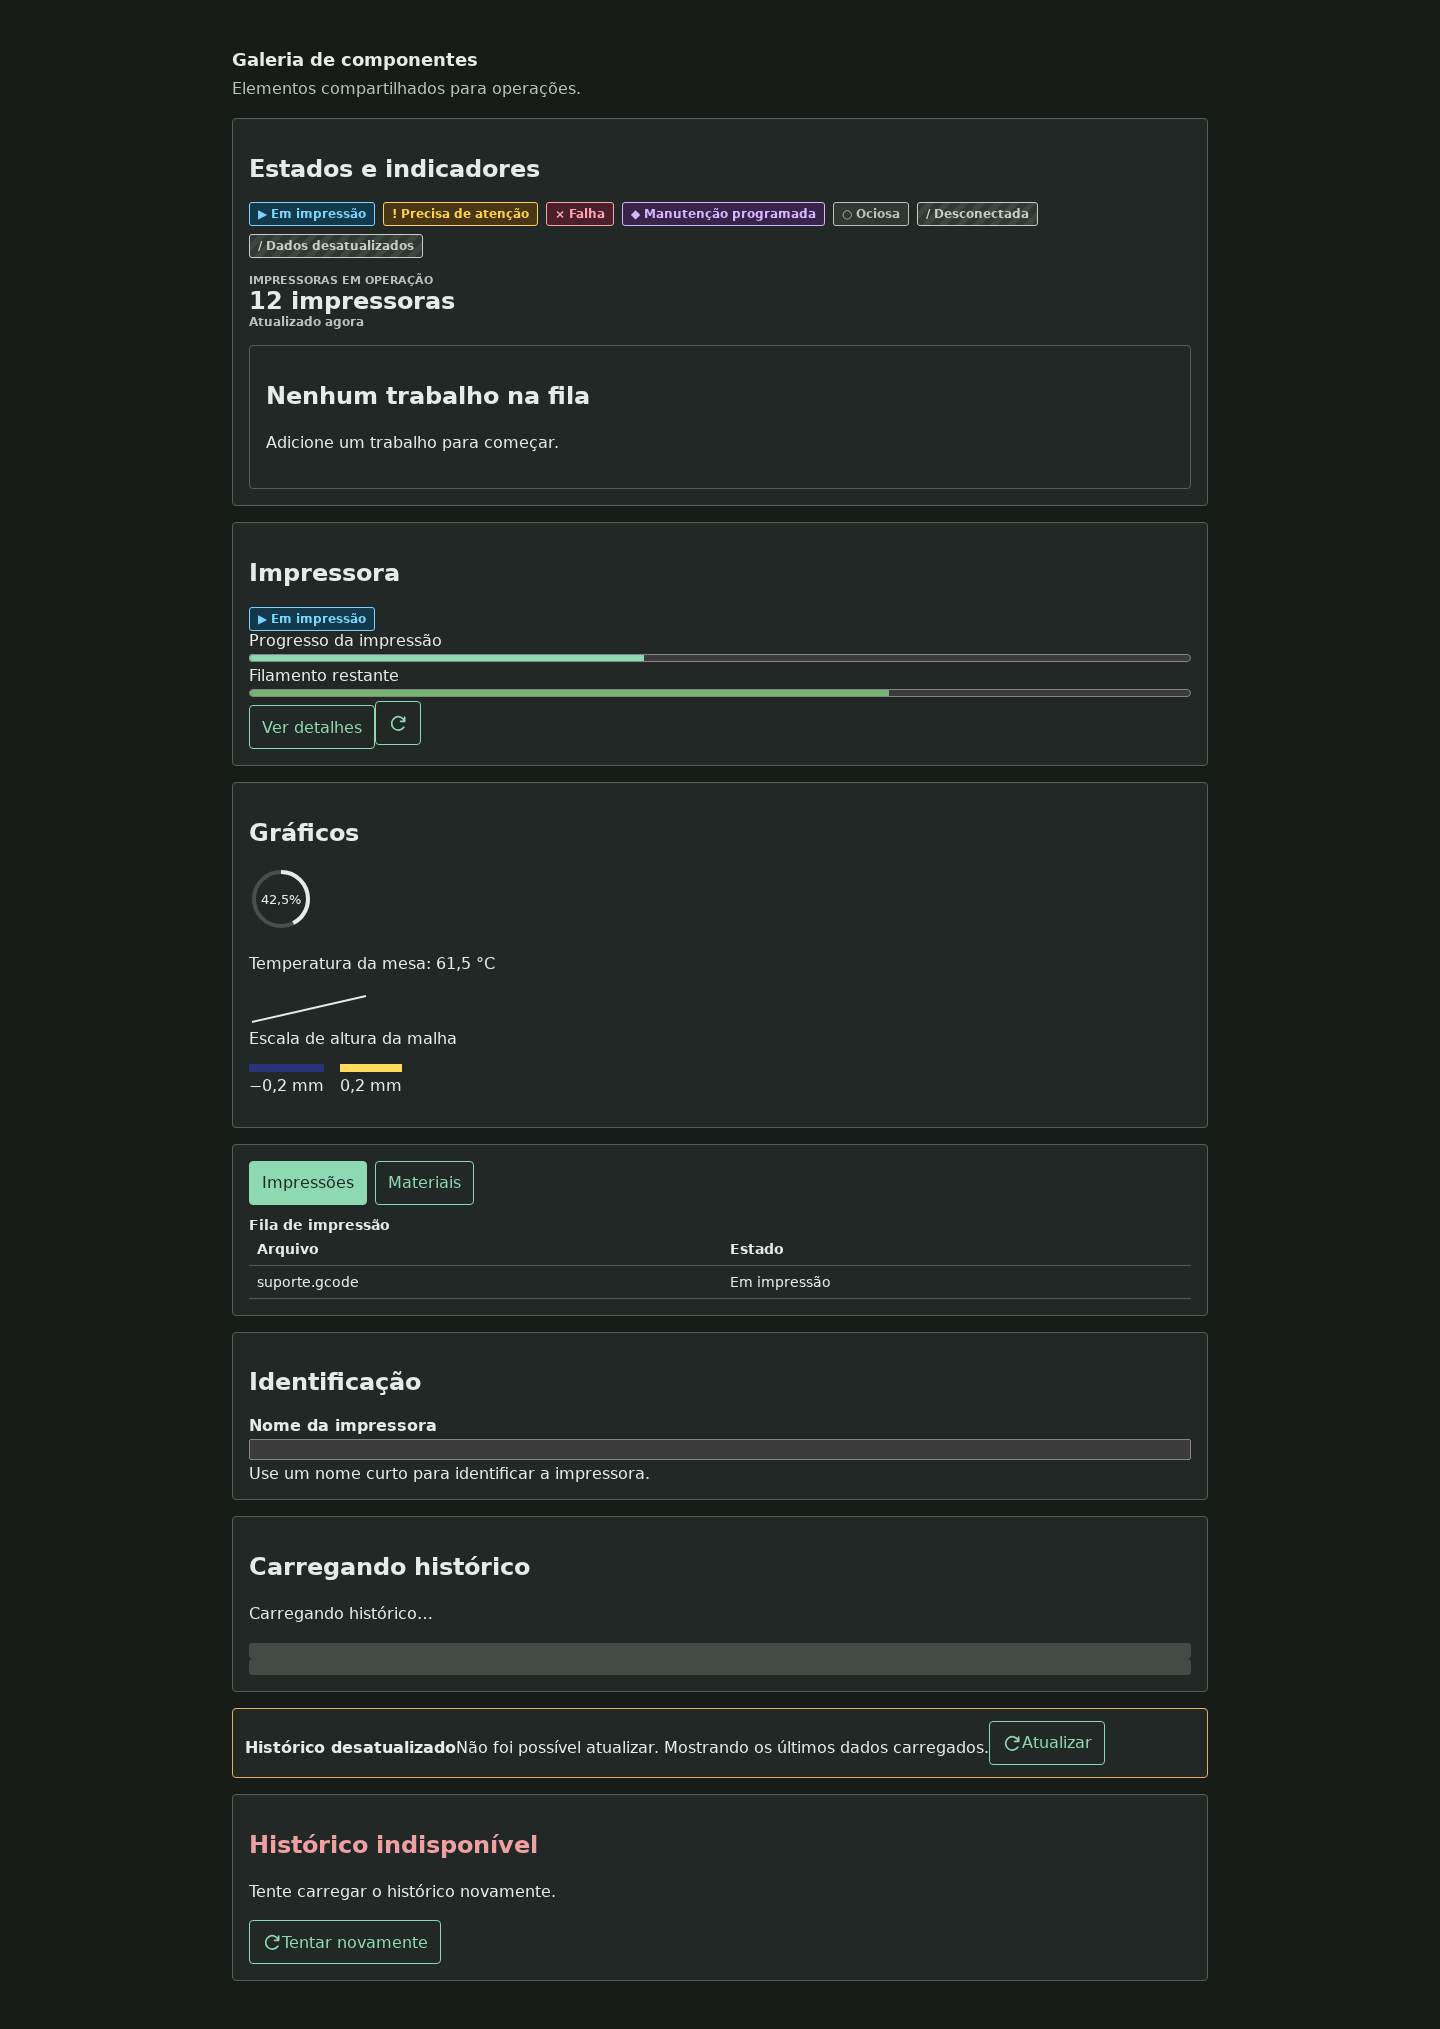 Galeria de componentes
Elementos compartilhados para operações.
Estados e indicadores
▶ Em impressão ! Precisa de atenção × Falha ◆ Manutenção programada ○ Ociosa / Desconectada
/ Dados desatualizados
IMPRESSORAS EM OPERAÇÃO
12 impressoras
Atualizado agora
Nenhum trabalho na fila
Adicione um trabalho para começar.
Impressora
▶ Em impressão
Progresso da impressão
Filamento restante
Ver detalhes
Gráficos
42,5%
Temperatura da mesa: 61,5 °C
Escala de altura da malha
−0,2 mm 0,2 mm
Impressões Materiais
Fila de impressão
Arquivo Estado
suporte.gcode Em impressão
Identificação
Nome da impressora
Use um nome curto para identificar a impressora.
Carregando histórico
Carregando histórico…
Histórico desatualizadoNão foi possível atualizar. Mostrando os últimos dados carregados. Atualizar
Histórico indisponível
Tente carregar o histórico novamente.
Tentar novamente